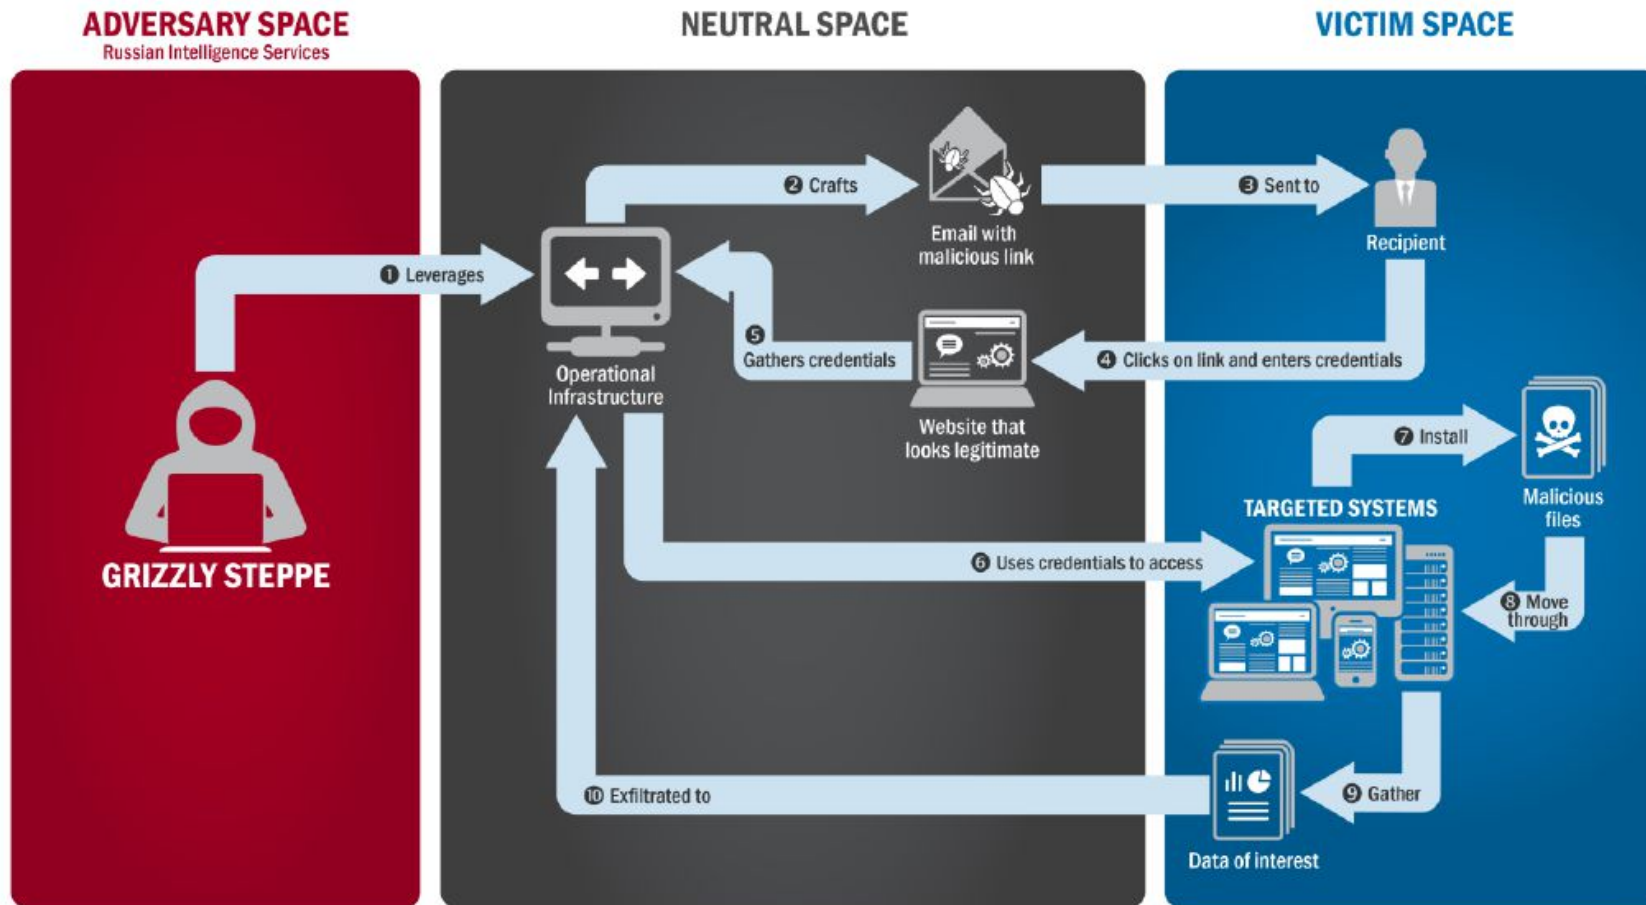 ADVERSARY SPACE
Russian Intelligence Services
NEUTRAL SPACE
VICTIM SPACE
❶ Leverages
❷ Crafts
Email with
malicious link
❸ Sent to
Recipient
❹ Clicks on link and enters credentials
Website that
looks legitimate
❺
Gathers credentials
Operational
Infrastructure
GRIZZLY STEPPE
❻ Uses credentials to access
TARGETED SYSTEMS
❼ Install
Malicious
files
❽ Move
through
❾ Gather
Data of interest
❿ Exfiltrated to